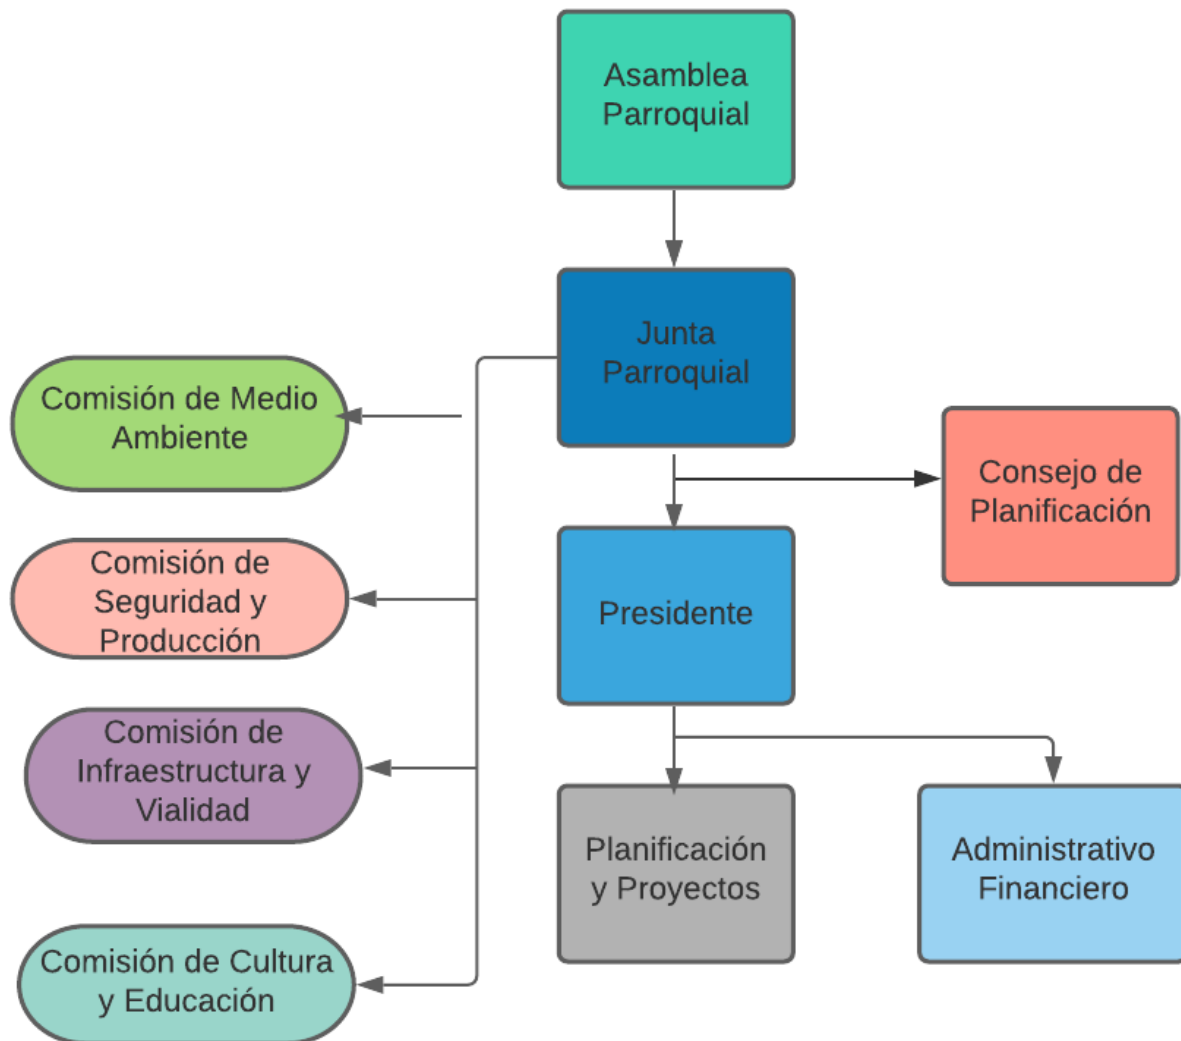 Asamblea
Parroquial
Junta
Parroquial
Comisión de Medio
Ambiente
Consejo de
Planificación
Comisión de
Seguridad y
Producción
Presidente
Comisión de
Infraestructura y
Vialidad
Planificación
y Proyectos
Administrativo
Financiero
Comisión de Cultura
y Educación